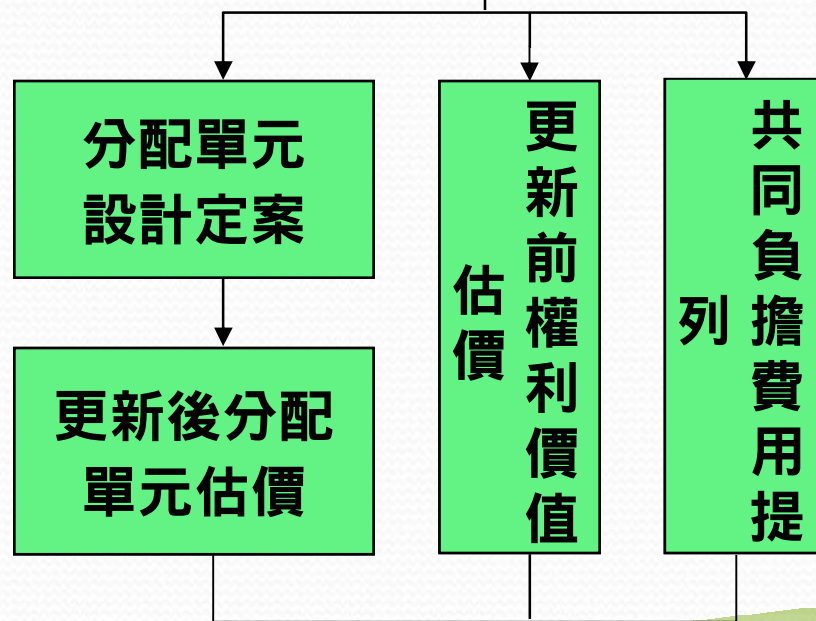 分配單元
設計定案
更新後分配
單元估價
更新前權利價值
估價
共同負擔費用提
列